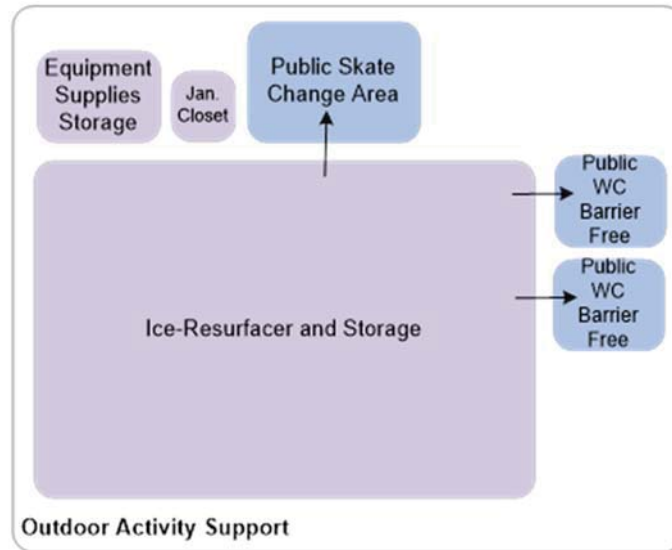 Equipment
Supplies
Storage
Jan.
Closet
Public Skate
Change Area
Public
WC
Barrier
Free
Public
WC
Barrier
Free
Ice-Resurfacer and Storage
Outdoor Activity Support